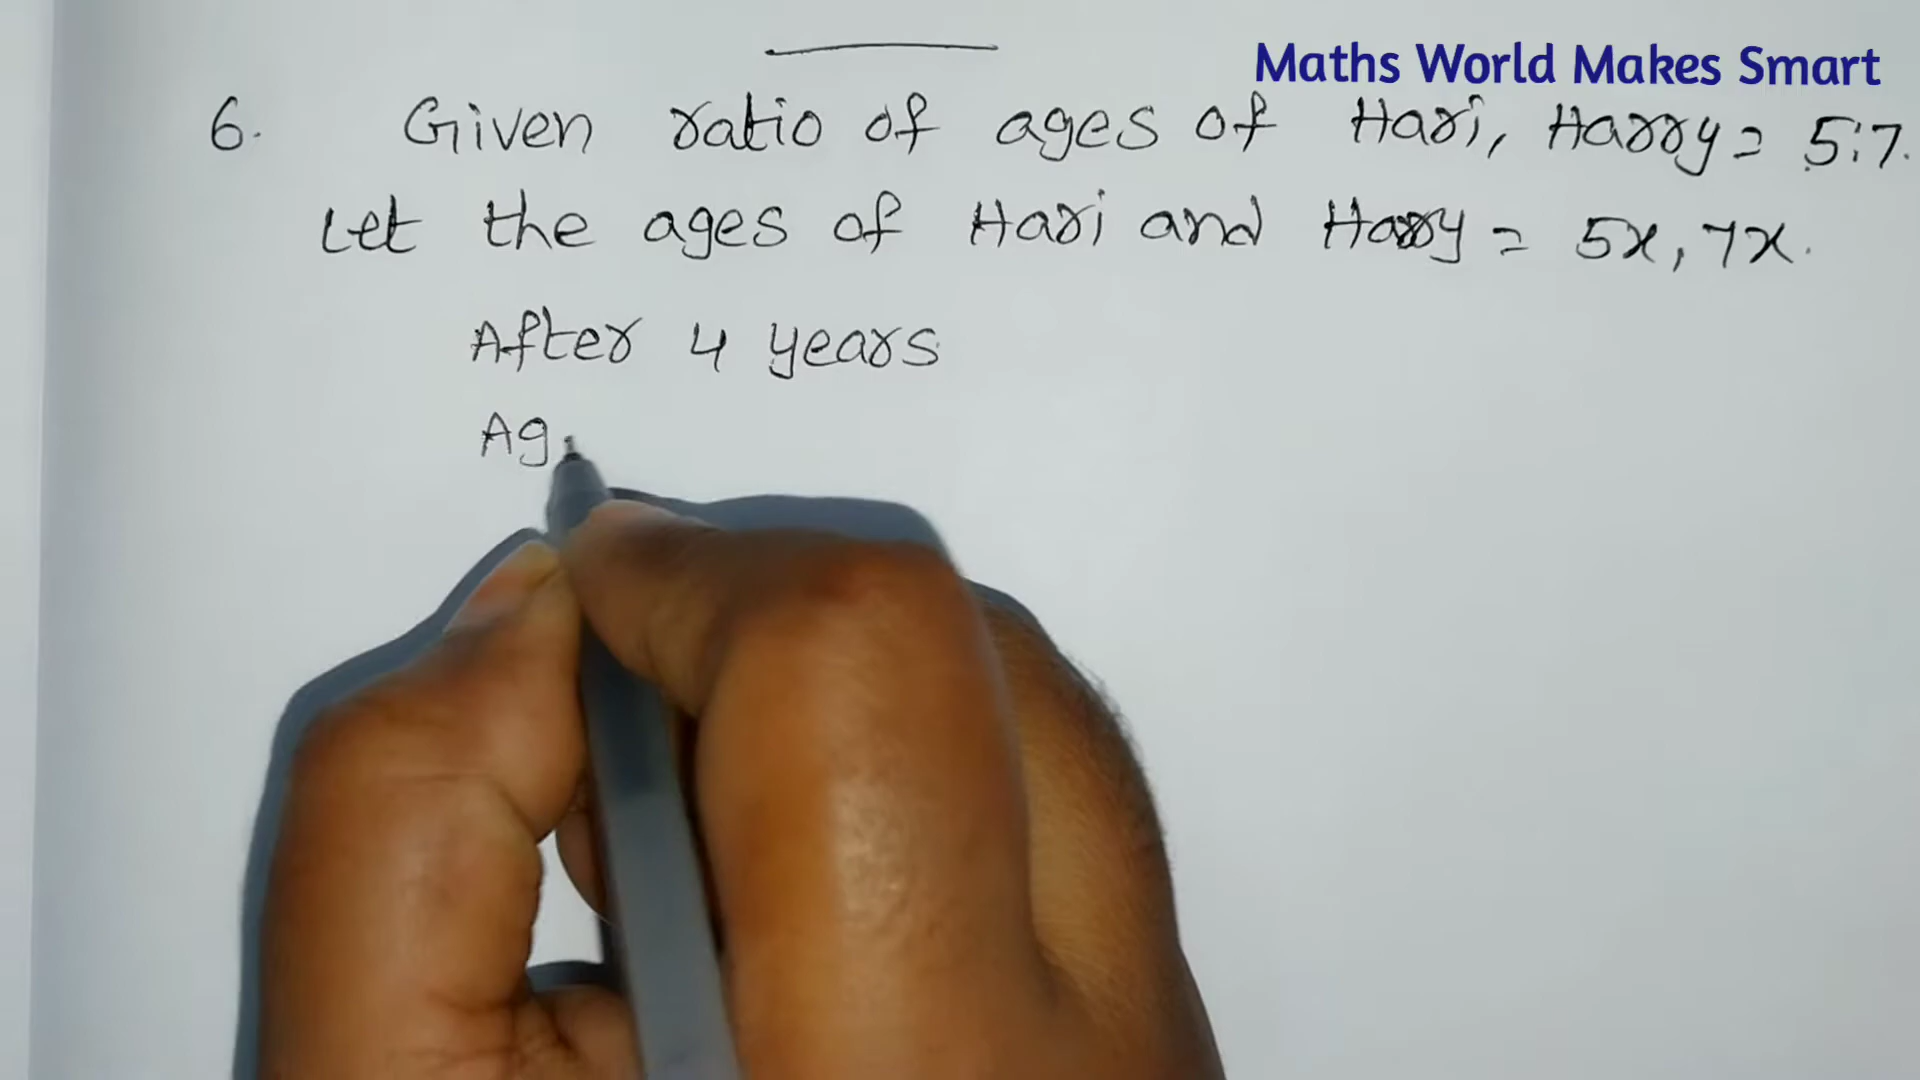 Maths World Makes Smart
6. Given ratio of ages of Hari, Harry = 5:7.
Let the ages of Hari and Harry = 5x, 7x.
After 4 years
Ag